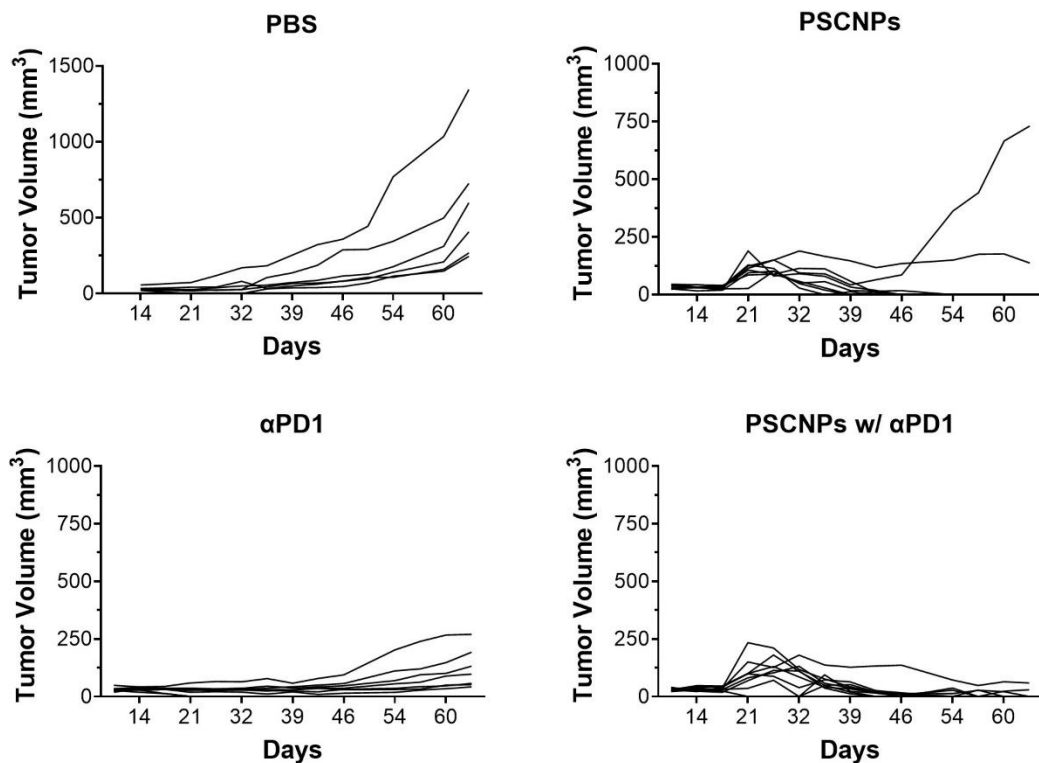 PBS
Tumor Volume (mm³)
1500
1000
500
0
14 21 32 39 46 54 60
Days
PSCNPs
Tumor Volume (mm³)
1000
750
500
250
0
14 21 32 39 46 54 60
Days
αPD1
Tumor Volume (mm³)
1000
750
500
250
0
14 21 32 39 46 54 60
Days
PSCNPs w/ αPD1
Tumor Volume (mm³)
1000
750
500
250
0
14 21 32 39 46 54 60
Days